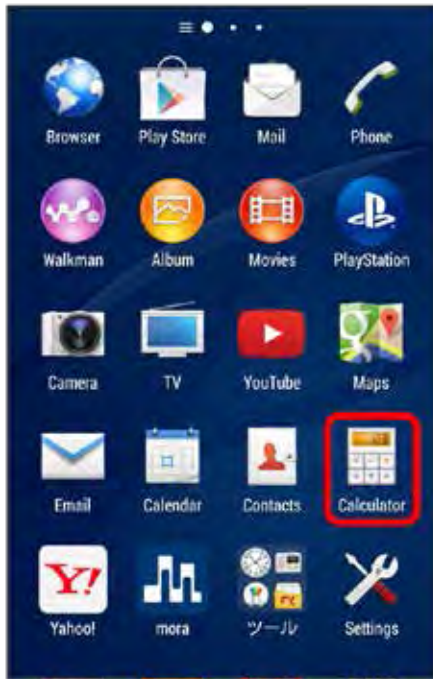 Browser Play Store Mail Phone
Walkman Album Movies PlayStation
Camera TV YouTube Maps
Email Calendar Contacts Calculator
Y!
Yahoo! mora ツール Settings